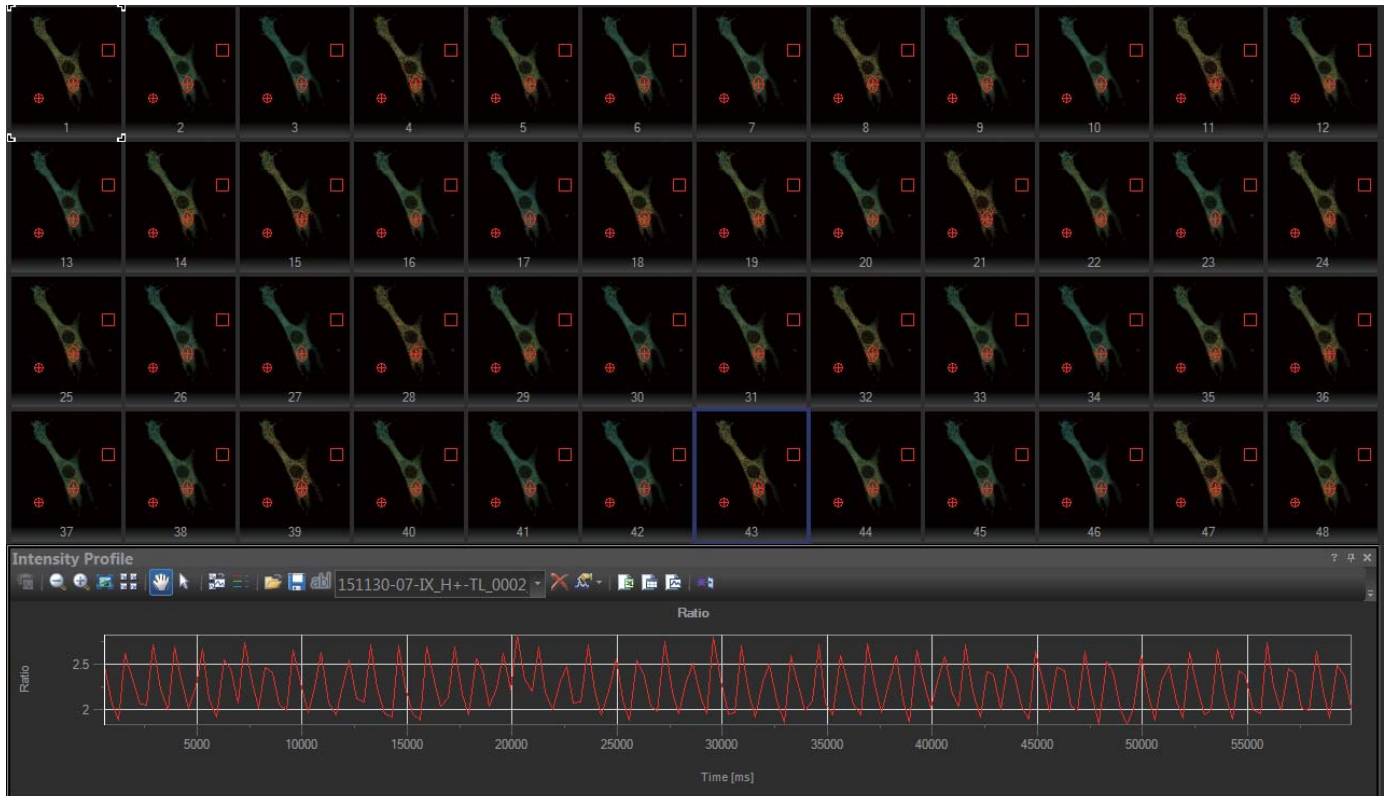 1 2 3 4 5 6 7 8 9 10 11 12
13 14 15 16 17 18 19 20 21 22 23 24
25 26 27 28 29 30 31 32 33 34 35 36
37 38 39 40 41 42 43 44 45 46 47 48
Intensity Profile
abl 151130-07-IX_H+-TL_0002
Ratio
Ratio
2.5
2
5000 10000 15000 20000 25000 30000 35000 40000 45000 50000 55000
Time [ms]